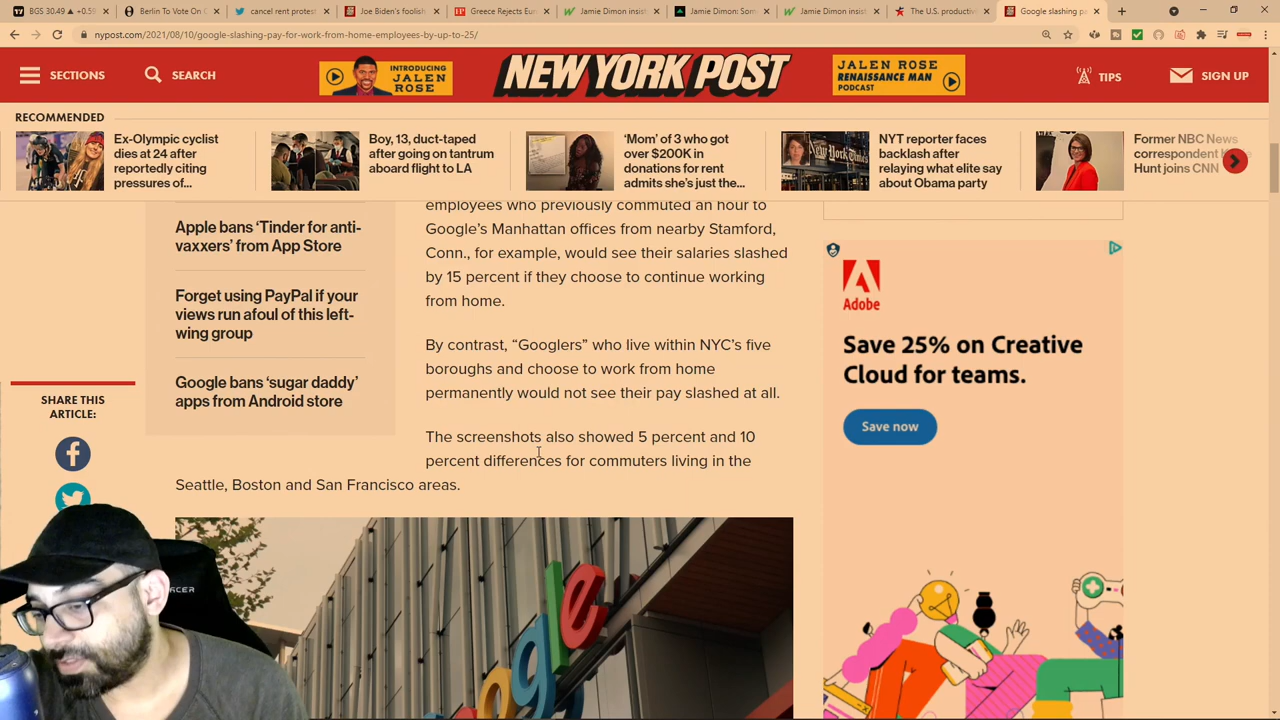 BGS 30.49 ▲ +0.59
Berlin To Vote On
cancel rent protest
Joe Biden's foolish
Greece Rejects Eur
Jamie Dimon insist
Jamie Dimon: Som
Jamie Dimon insist
The U.S. productiv
Google slashing pa
nypost.com/2021/08/10/google-slashing-pay-for-work-from-home-employees-by-up-to-25/
SECTIONS
SEARCH
INTRODUCING
JALEN
ROSE
NEW YORK POST
JALEN ROSE
RENAISSANCE MAN
PODCAST
TIPS
SIGN UP
RECOMMENDED
Ex-Olympic cyclist
dies at 24 after
reportedly citing
pressures of...
Boy, 13, duct-taped
after going on tantrum
aboard flight to LA
‘Mom’ of 3 who got
over $200K in
donations for rent
admits she’s just the...
NYT reporter faces
backlash after
relaying what elite say
about Obama party
Former NBC News
correspondent
Hunt joins CNN
Apple bans ‘Tinder for anti-
vaxxers’ from App Store
Forget using PayPal if your
views run afoul of this left-
wing group
Google bans ‘sugar daddy’
apps from Android store
SHARE THIS
ARTICLE:
employees who previously commuted an hour to
Google’s Manhattan offices from nearby Stamford,
Conn., for example, would see their salaries slashed
by 15 percent if they choose to continue working
from home.
By contrast, “Googlers” who live within NYC’s five
boroughs and choose to work from home
permanently would not see their pay slashed at all.
The screenshots also showed 5 percent and 10
percent differences for commuters living in the
Seattle, Boston and San Francisco areas.
Adobe
Save 25% on Creative
Cloud for teams.
Save now
ACER
Google